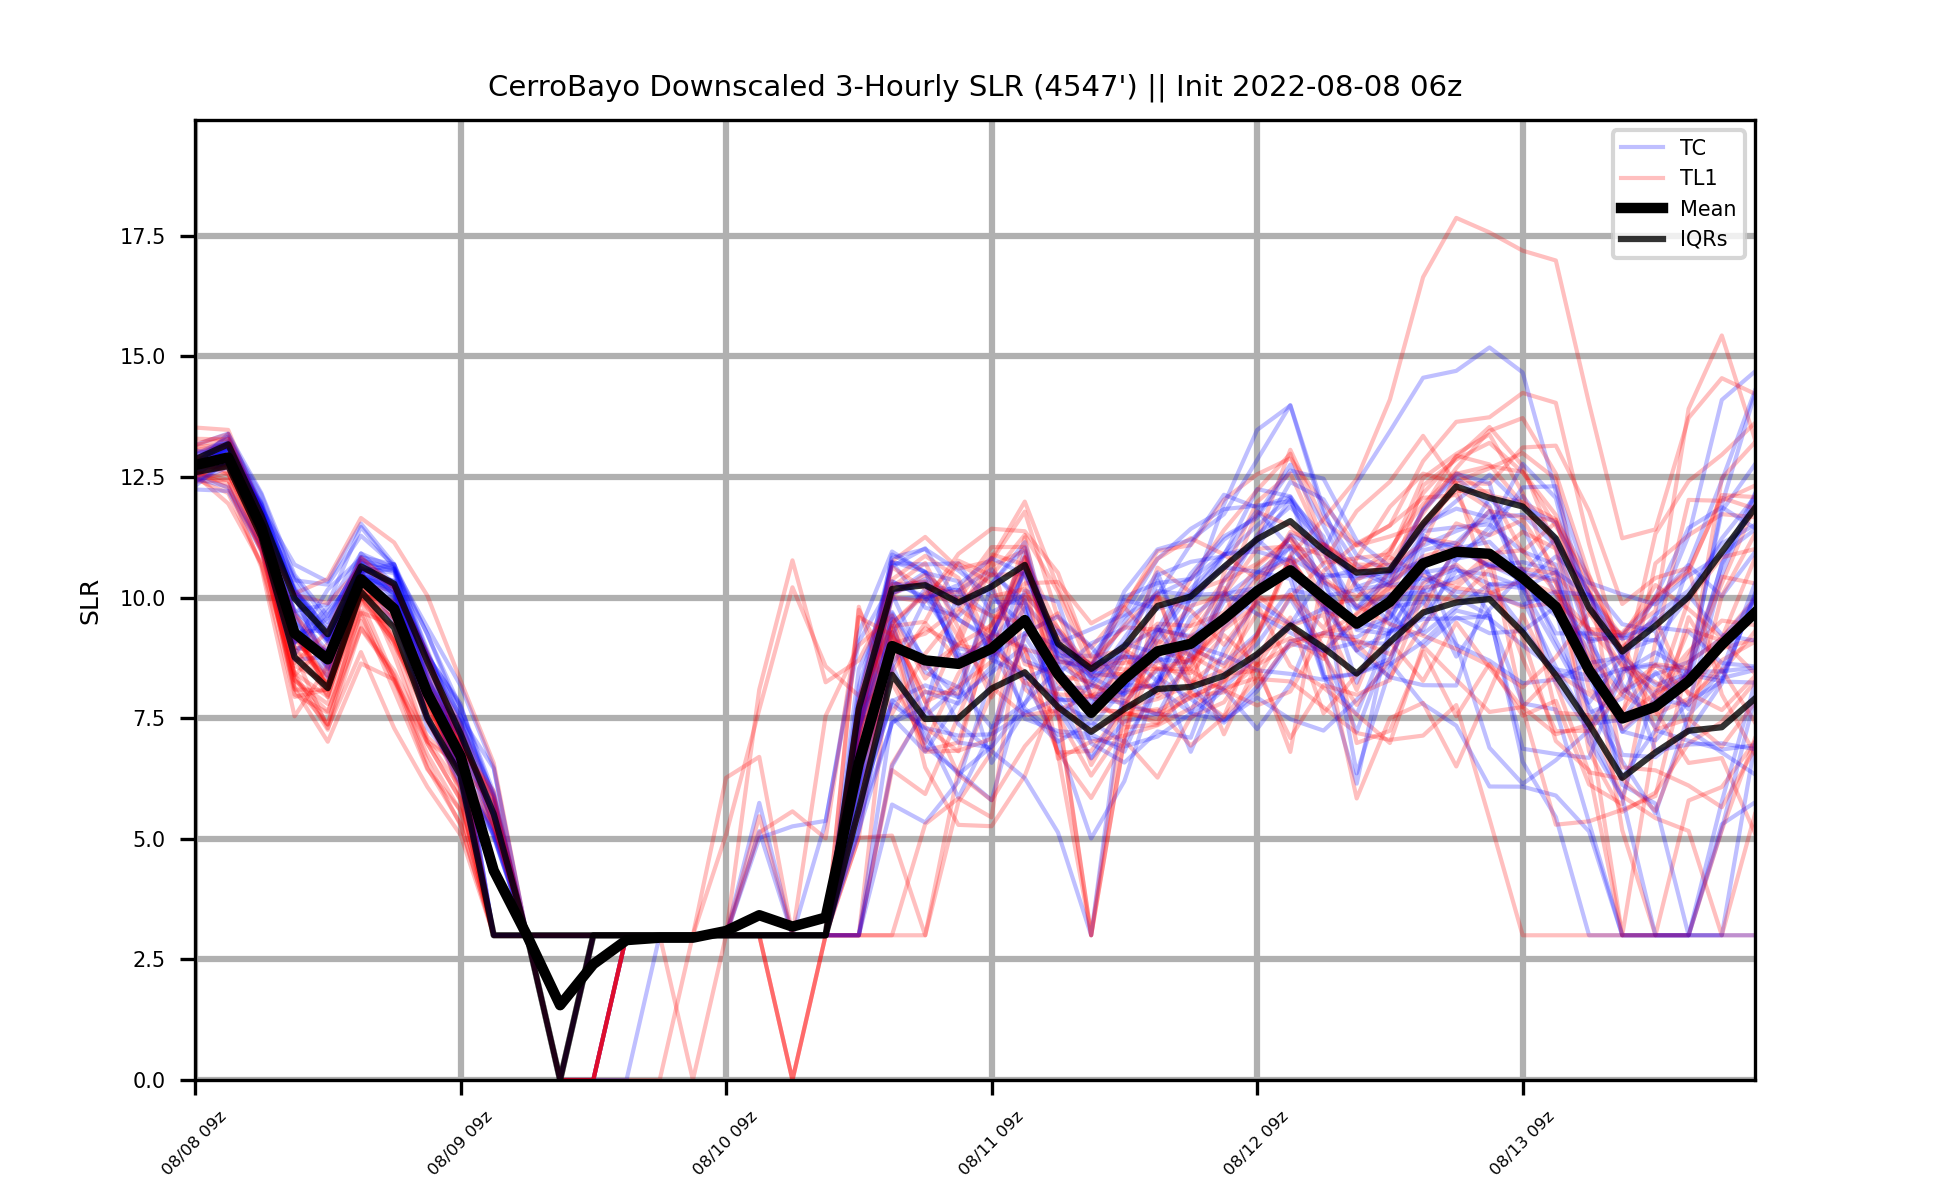 CerroBayo Downscaled 3-Hourly SLR (4547') || Init 2022-08-08 06z
TC
TL1
Mean
IQRs
SLR
17.5
15.0
12.5
10.0
7.5
5.0
2.5
0.0
08/08 09z
08/09 09z
08/10 09z
08/11 09z
08/12 09z
08/13 09z